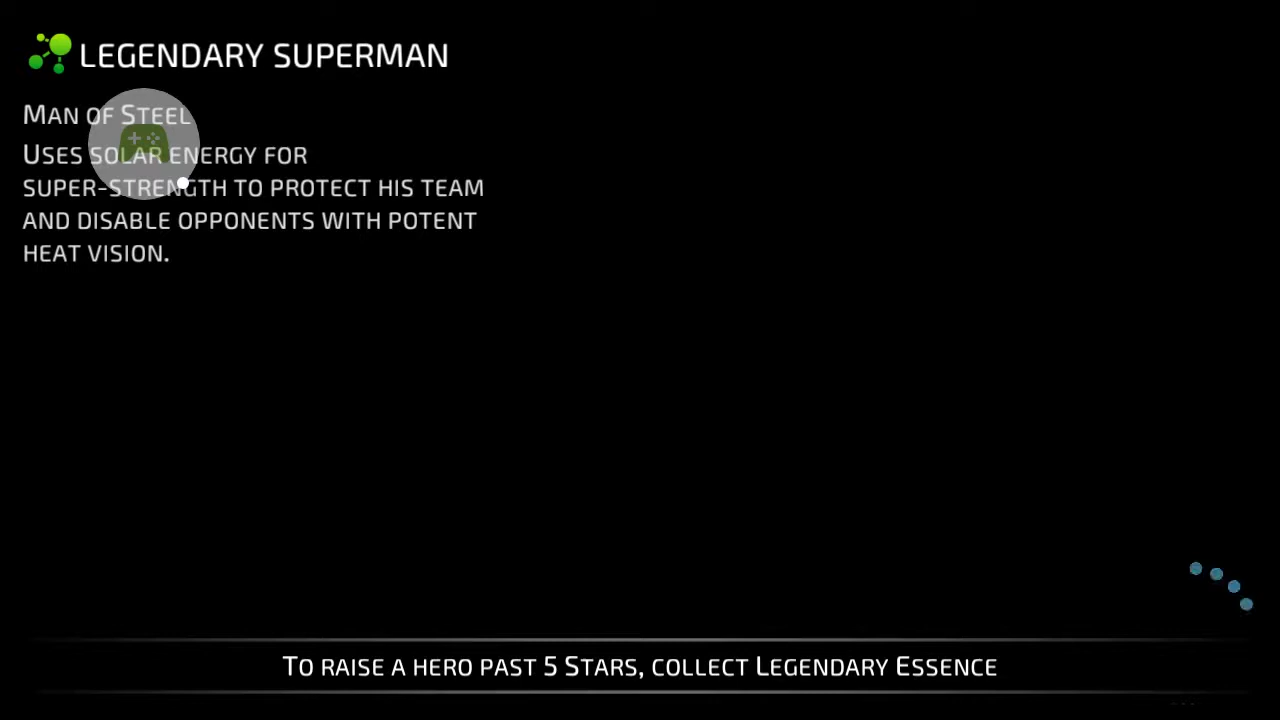 LEGENDARY SUPERMAN
MAN OF STEEL
USES SOLAR ENERGY FOR
SUPER-STRENGTH TO PROTECT HIS TEAM
AND DISABLE OPPONENTS WITH POTENT
HEAT VISION.
TO RAISE A HERO PAST 5 STARS, COLLECT LEGENDARY ESSENCE